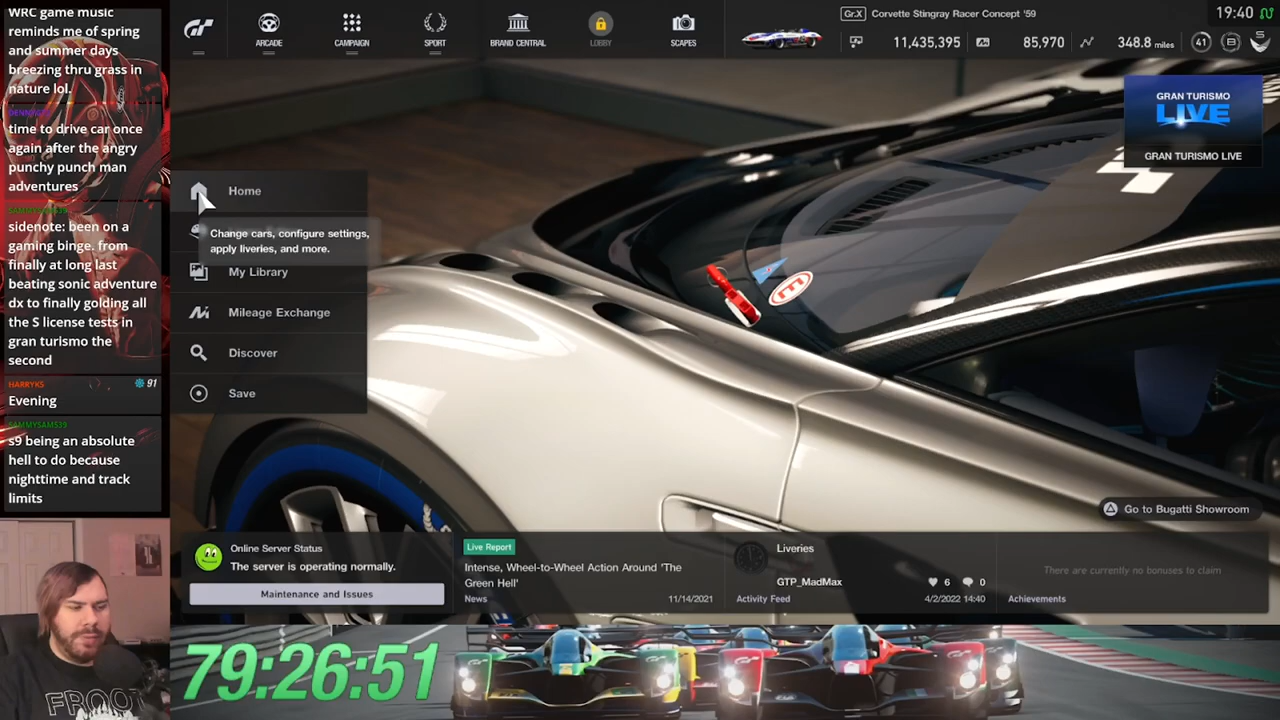 WRC game music
reminds me of spring
and summer days
breezing thru grass in
nature lol.
time to drive car once
again after the angry
punchy punch man
adventures
SAMMYSAMS39
sidenote: been on a
gaming binge. from
finally at long last
beating sonic adventure
dx to finally golding all
the S license tests in
gran turismo the
second
HARRYKS 91
Evening
SAMMYSAMS39
s9 being an absolute
hell to do because
nighttime and track
limits
ARCADE
CAMPAIGN
SPORT
BRAND CENTRAL
LOBBY
SCAPES
Gr.X Corvette Stingray Racer Concept '59
11,435,395
85,970
348.8 miles
41
B
S
19:40
GRAN TURISMO
LIVE
GRAN TURISMO LIVE
Home
Change cars, configure settings,
apply liveries, and more.
My Library
Mileage Exchange
Discover
Save
Go to Bugatti Showroom
Online Server Status
The server is operating normally.
Maintenance and Issues
Live Report
Intense, Wheel-to-Wheel Action Around 'The
Green Hell'
News 11/14/2021
Liveries
GTP_MadMax 6 0
Activity Feed 4/2/2022 14:40
There are currently no bonuses to claim
Achievements
79:26:51